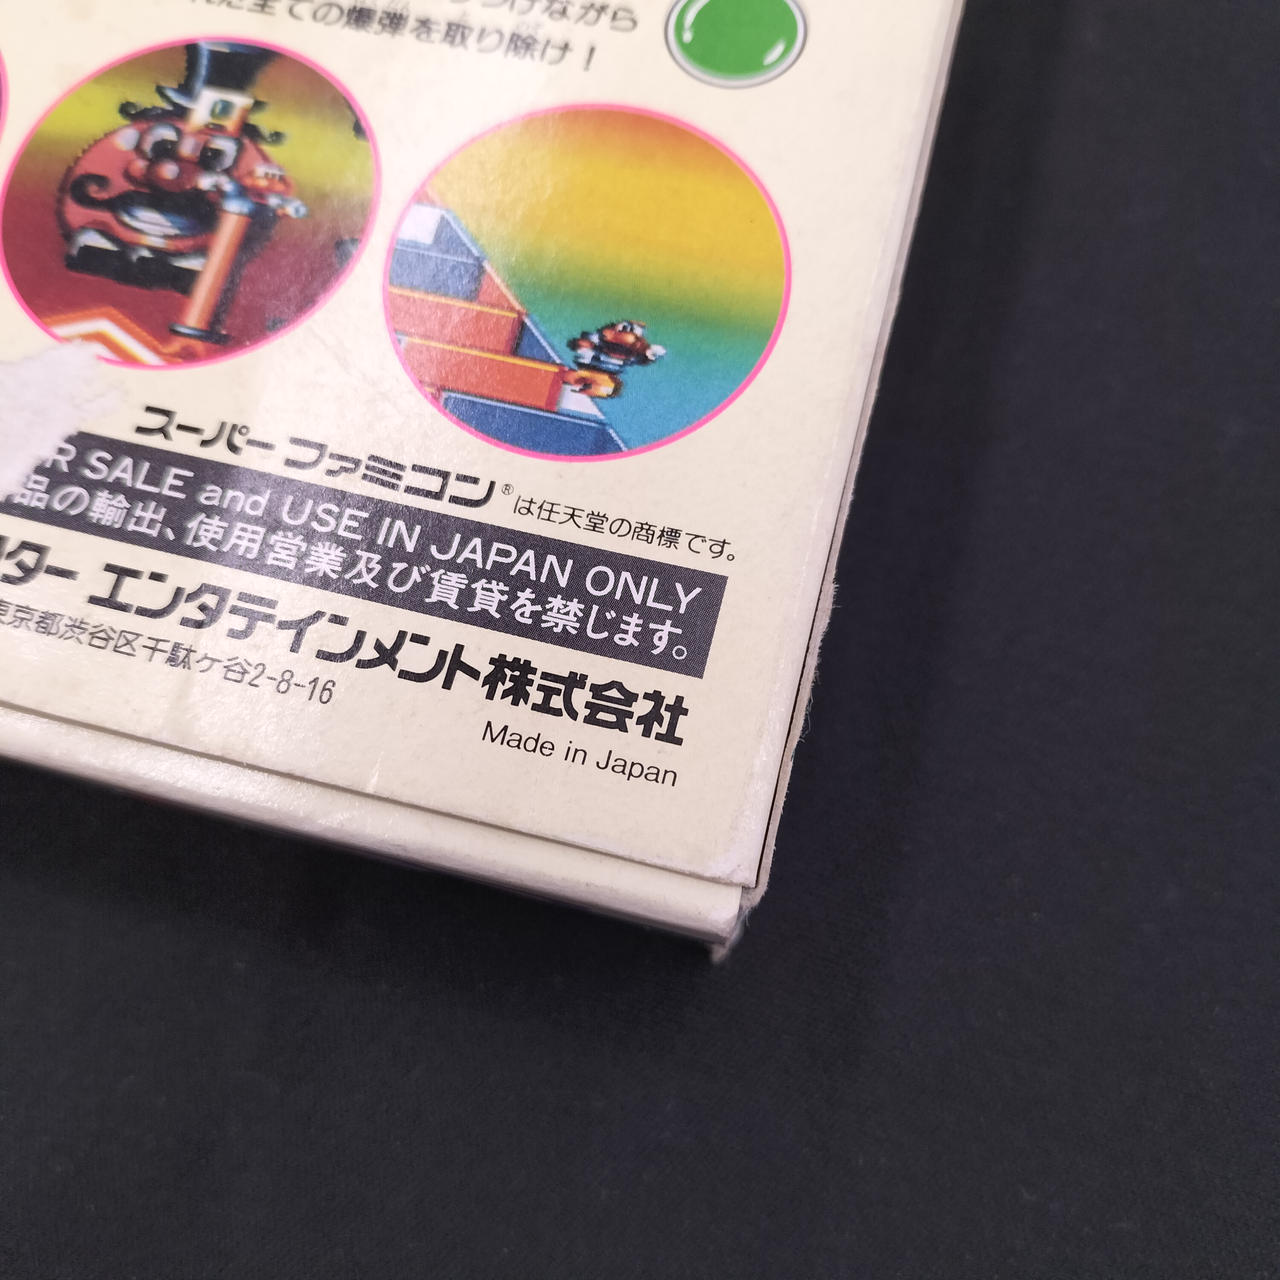 つけながら
た全ての爆弾を取り除け！
スーパーファミコン®は任天堂の商標です。
R SALE and USE IN JAPAN ONLY
品の輸出、使用営業及び賃貸を禁じます。
ター エンタテインメント株式会社
東京都渋谷区千駄ケ谷2-8-16
Made in Japan